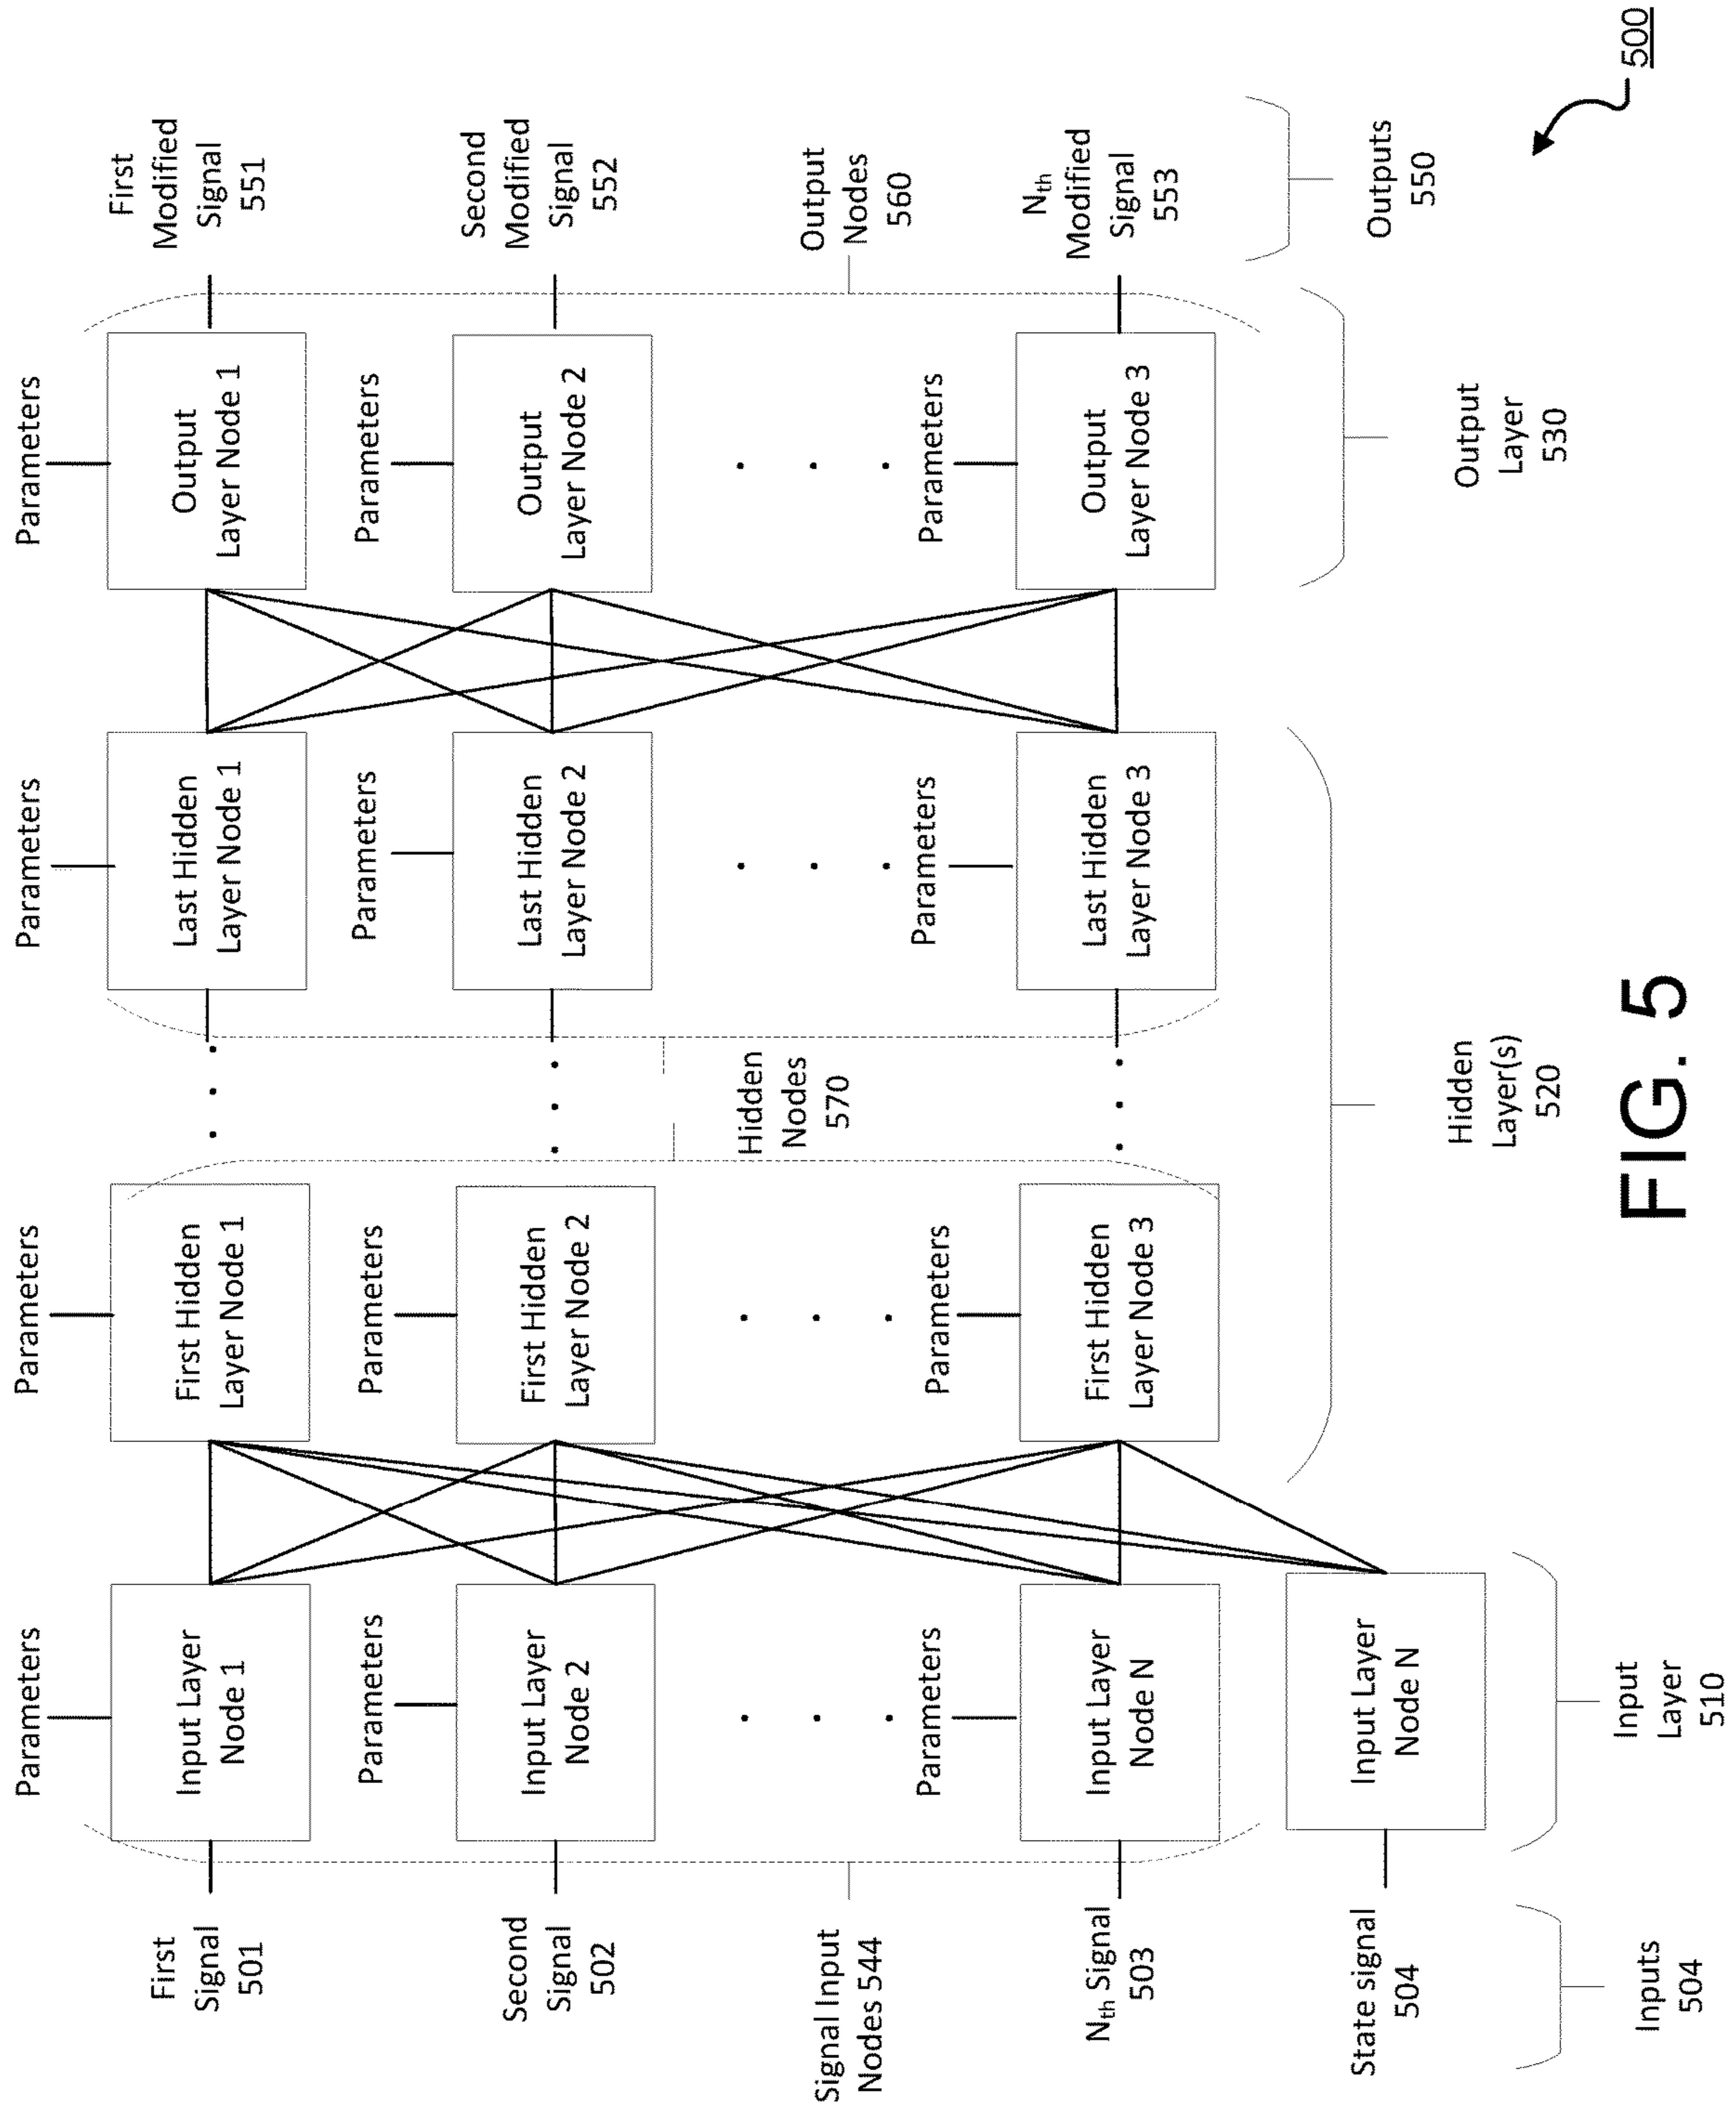 Parameters
Parameters
Parameters
Parameters
First
Signal
501
Input Layer
Node 1
First Hidden
Layer Node 1
Last Hidden
Layer Node 1
Output
Layer Node 1
First
Modified
Signal
551
Parameters
Parameters
Parameters
Parameters
Second
Signal
502
Input Layer
Node 2
First Hidden
Layer Node 2
Last Hidden
Layer Node 2
Output
Layer Node 2
Second
Modified
Signal
552
Signal Input
Nodes 544
Hidden
Nodes
570
Output
Nodes
560
Parameters
Parameters
Parameters
Parameters
Nth Signal
503
Input Layer
Node N
First Hidden
Layer Node 3
Last Hidden
Layer Node 3
Output
Layer Node 3
Nth
Modified
Signal
553
State signal
504
Input Layer
Node N
Inputs
504
Input
Layer
510
Hidden
Layer(s)
520
Output
Layer
530
Outputs
550
FIG. 5
500